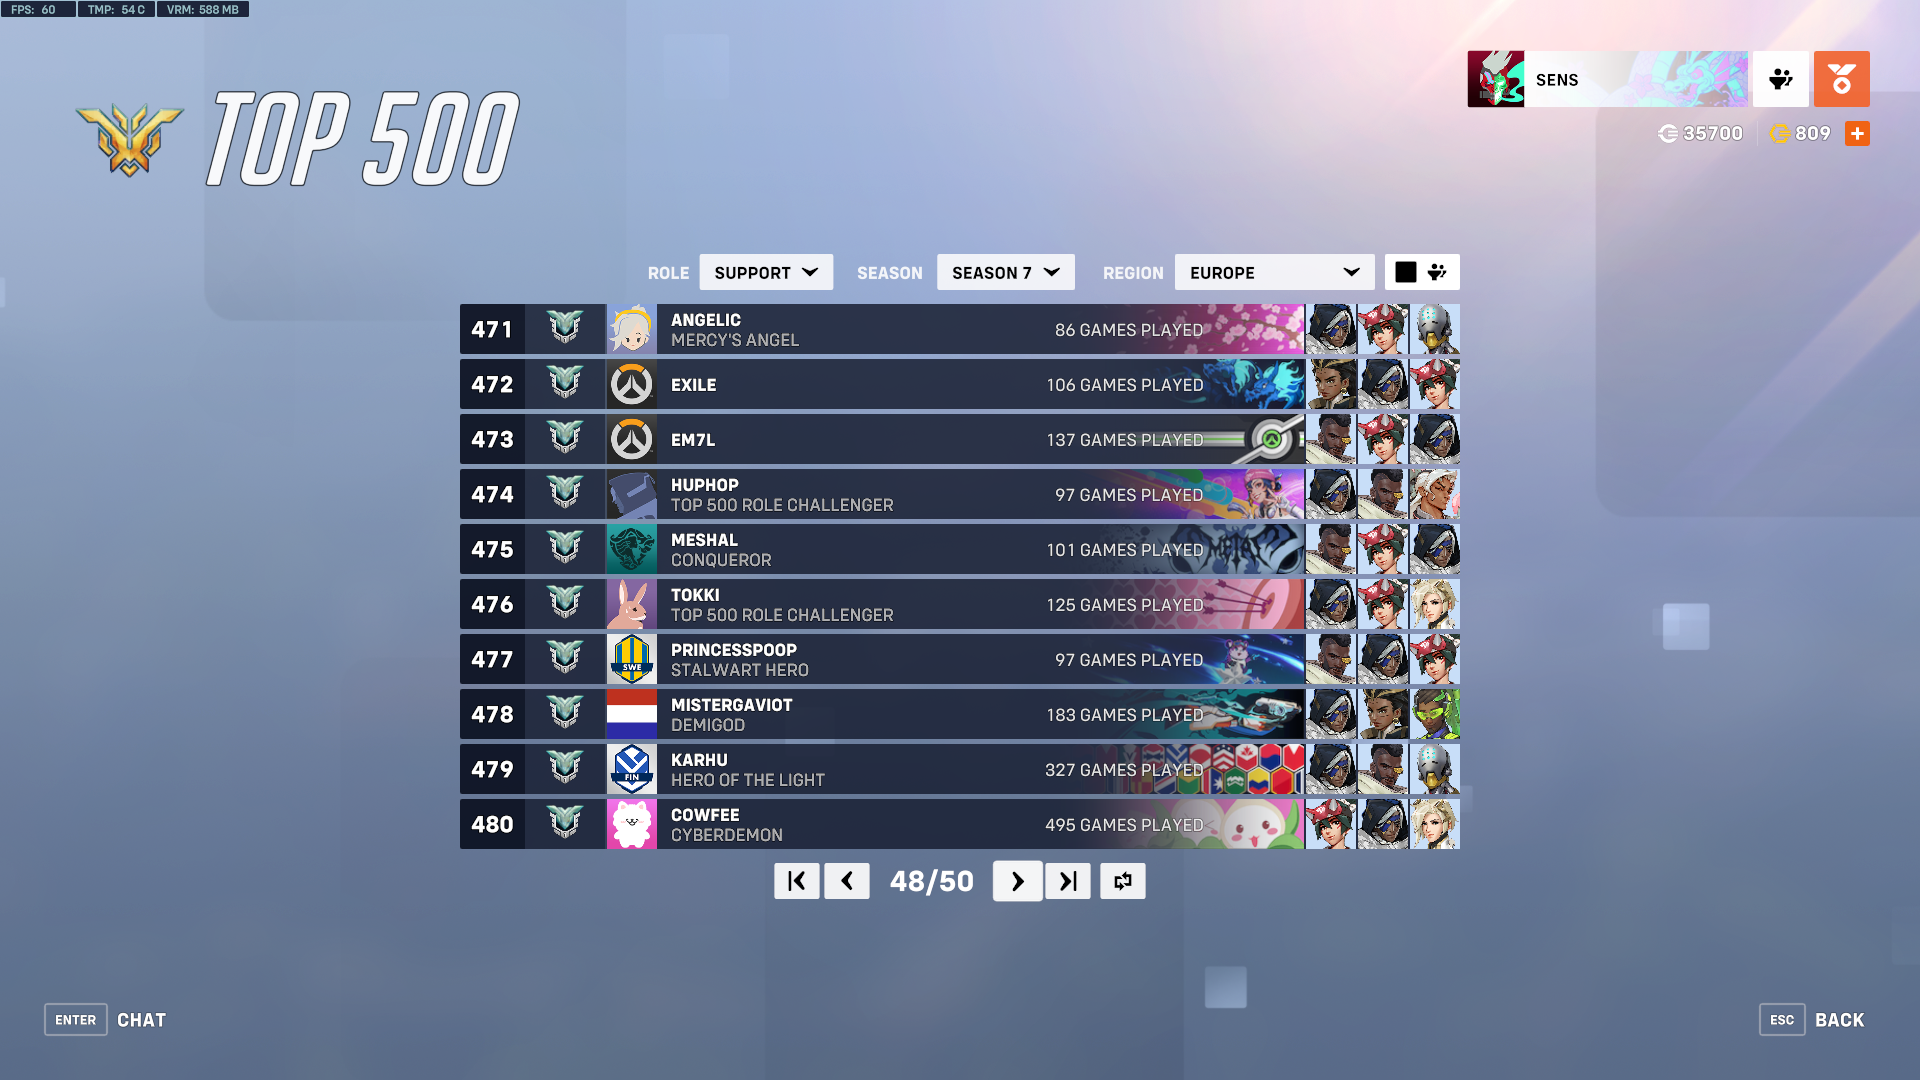 FPS: 60 TMP: 54 C VRM: 588 MB
TOP 500
SENS
35700 809
ROLE SUPPORT SEASON SEASON 7 REGION EUROPE
471 ANGELIC
MERCY'S ANGEL
86 GAMES PLAYED
472 EXILE
106 GAMES PLAYED
473 EM7L
137 GAMES PLAYED
474 HUPHOP
TOP 500 ROLE CHALLENGER
97 GAMES PLAYED
475 MESHAL
CONQUEROR
101 GAMES PLAYED
METAL
476 TOKKI
TOP 500 ROLE CHALLENGER
125 GAMES PLAYED
477 SWE PRINCESSPOOP
STALWART HERO
97 GAMES PLAYED
478 MISTERGAVIOT
DEMIGOD
183 GAMES PLAYED
479 FIN KARHU
HERO OF THE LIGHT
327 GAMES PLAYED
480 COWFEE
CYBERDEMON
495 GAMES PLAYED
48/50
ENTER CHAT
ESC BACK